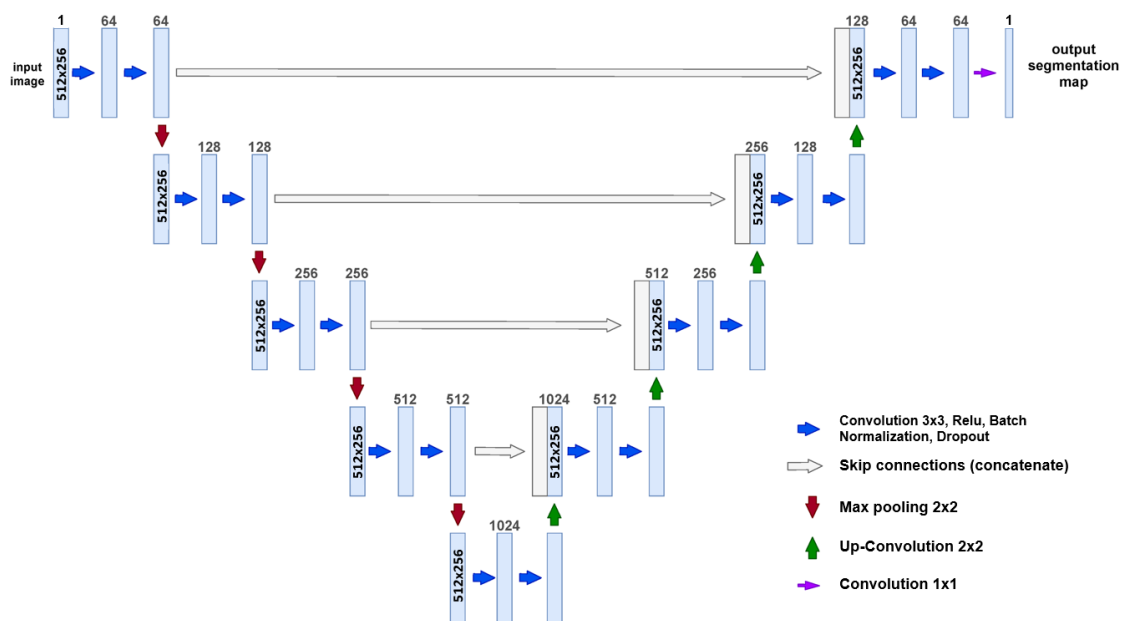 1
64
64
128
64
64
1
input
image
512x256
512x256
output
segmentation
map
128
128
256
128
512x256
512x256
256
256
512
256
512x256
512x256
512
512
1024
512
512x256
512x256
Convolution 3x3, Relu, Batch
Normalization, Dropout
Skip connections (concatenate)
Max pooling 2x2
1024
512x256
Up-Convolution 2x2
Convolution 1x1